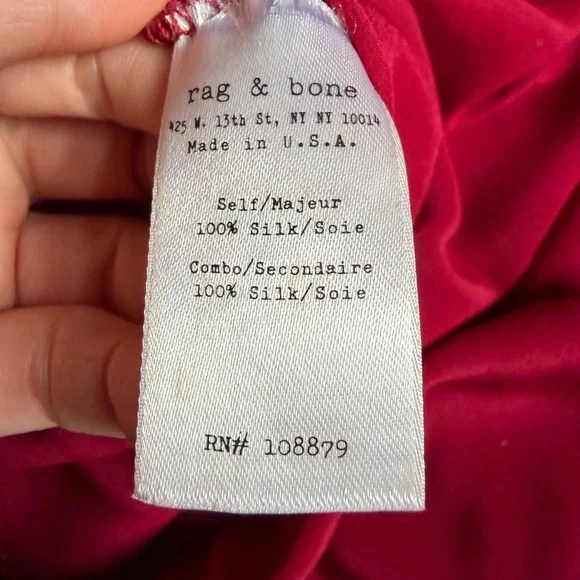 rag & bone
425 W. 13th St, NY NY 10014
Made in U.S.A.
Self/Majeur
100% Silk/Soie
Combo/Secondaire
100% Silk/Soie
RN# 108879